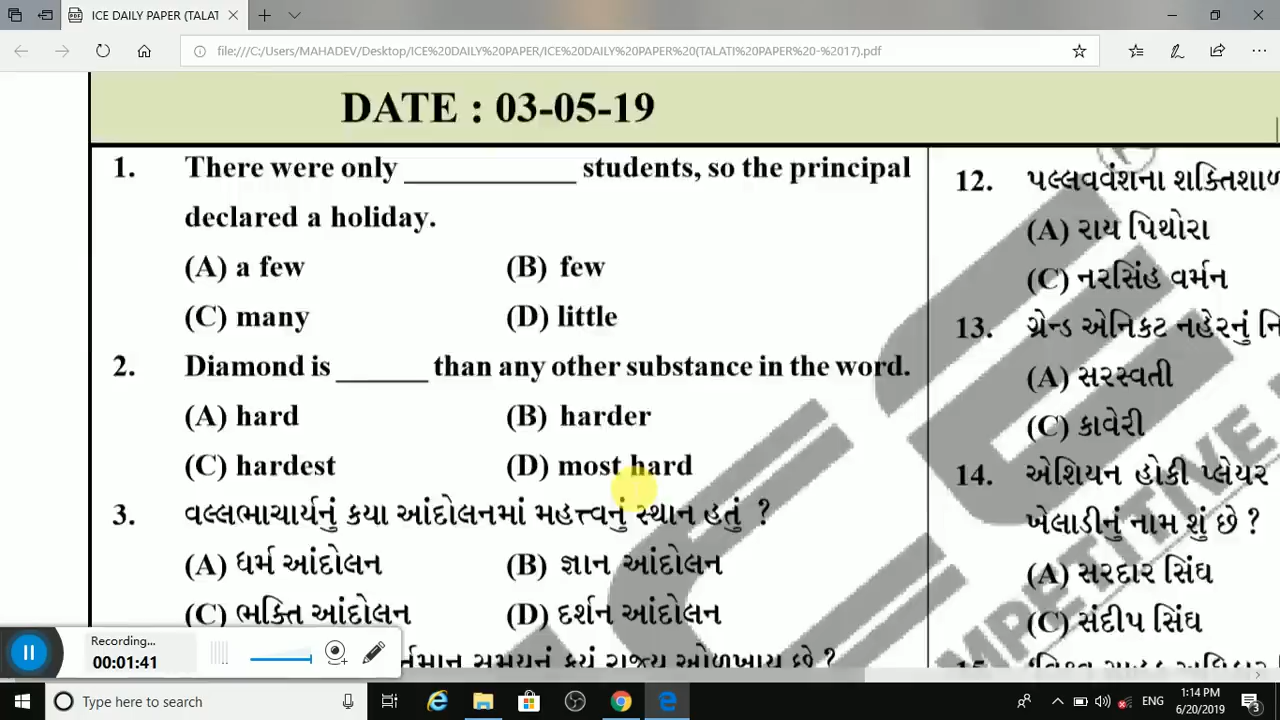 ICE DAILY PAPER (TALAT
file:///C:/Users/MAHADEV/Desktop/ICE%20DAILY%20PAPER/ICE%20DAILY%20PAPER%20(TALATI%20PAPER%20-%2017).pdf
DATE : 03-05-19
1. There were only ____________ students, so the principal
declared a holiday.
(A) a few (B) few
(C) many (D) little
2. Diamond is ______ than any other substance in the word.
(A) hard (B) harder
(C) hardest (D) most hard
3. વલ્લભાચાર્યનું કયા આંદોલનમાં મહત્ત્વનું સ્થાન હતું ?
(A) ધર્મ આંદોલન (B) જ્ઞાન આંદોલન
(C) ભક્તિ આંદોલન (D) દર્શન આંદોલન
સમયનું કયું રાજ્ય ઓળખાય છે ?
12. પલ્લવવંશના
(A) રાય પિથોરા
(C) નરસિંહ વર્મન
13. ગ્રેન્ડ એનિકટ નહેરનું
(A) સરસ્વતી
(C) કાવેરી
14. એશિયન હોકી પ્લેયર
ખેલાડીનું નામ શું છે ?
(A) સરદાર સિંઘ
(C) સંદીપ સિંઘ
ICE
Recording...
00:01:41
Type here to search
ENG
1:14 PM
6/20/2019
3